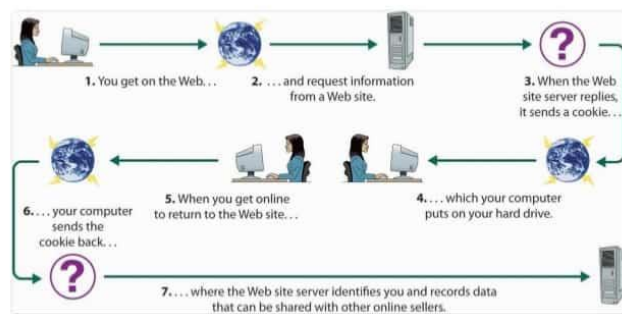 1. You get on the Web. . .
2. . . . and request information
from a Web site.
3. When the Web
site server replies,
it sends a cookie. . .
4. . . . which your computer
puts on your hard drive.
5. When you get online
to return to the Web site. . .
6. . . . your computer
sends the
cookie back. . .
7. . . . where the Web site server identifies you and records data
that can be shared with other online sellers.